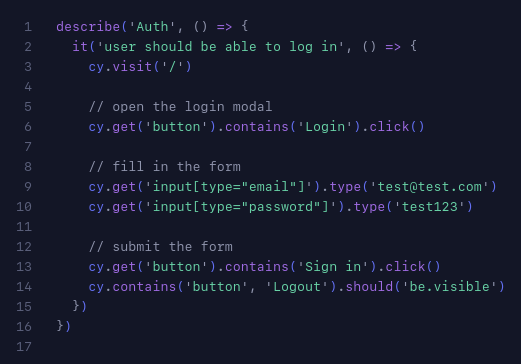 1 describe('Auth', () => {
2   it('user should be able to log in', () => {
3     cy.visit('/')
4
5     // open the login modal
6     cy.get('button').contains('Login').click()
7
8     // fill in the form
9     cy.get('input[type="email"]').type('test@test.com')
10     cy.get('input[type="password"]').type('test123')
11
12     // submit the form
13     cy.get('button').contains('Sign in').click()
14     cy.contains('button', 'Logout').should('be.visible')
15   })
16 })
17